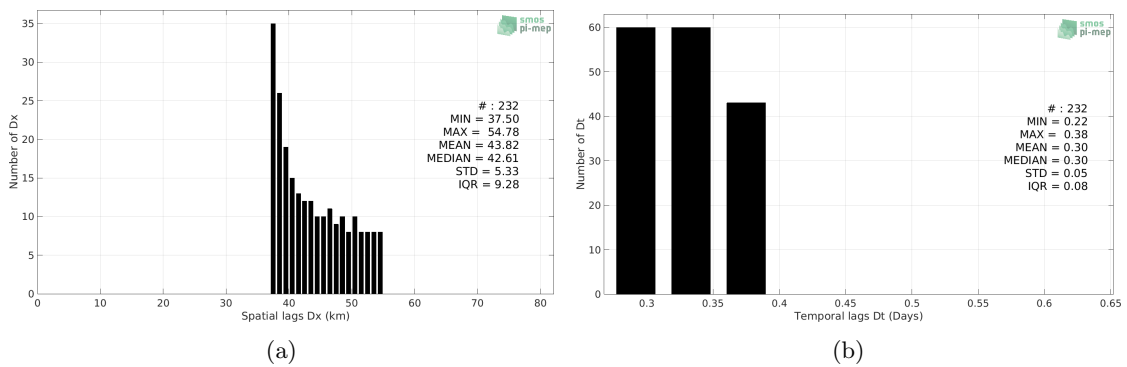 35
30
25
20
15
10
5
0
Number of Dx
smos
pi-mep
# : 232
MIN = 37.50
MAX = 54.78
MEAN = 43.82
MEDIAN = 42.61
STD = 5.33
IQR = 9.28
0 10 20 30 40 50 60 70 80
Spatial lags Dx (km)
(a)
60
50
40
30
20
10
0
Number of Dt
smos
pi-mep
# : 232
MIN = 0.22
MAX = 0.38
MEAN = 0.30
MEDIAN = 0.30
STD = 0.05
IQR = 0.08
0.3 0.35 0.4 0.45 0.5 0.55 0.6 0.65
Temporal lags Dt (Days)
(b)